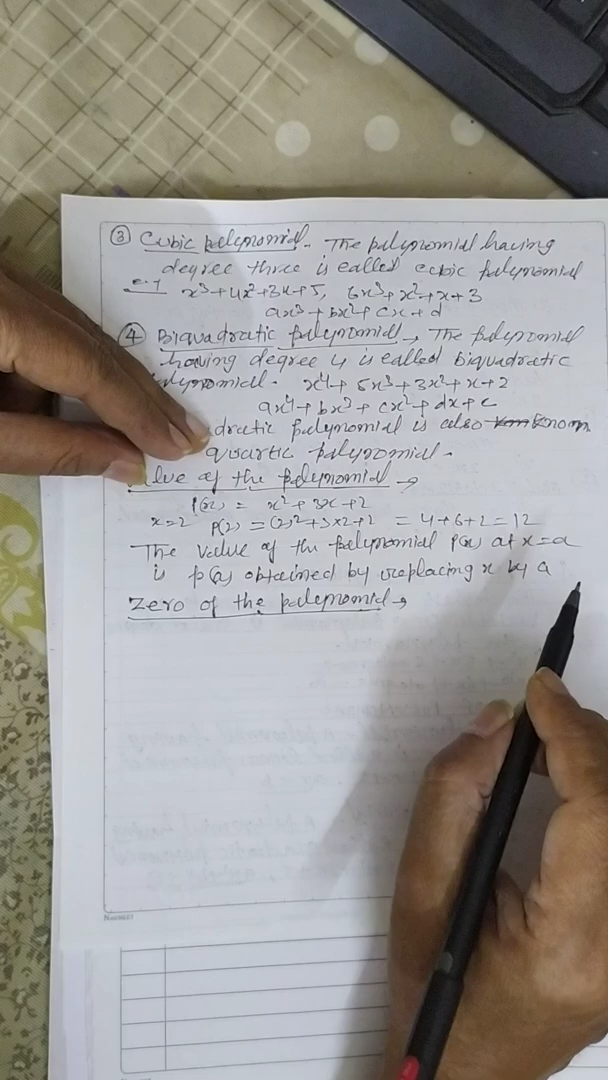 ③ Cubic polynomial - The polynomial having
degree three is called cubic polynomial
e.g x³+4x²+3x+5, 6x³+x²+x+3
ax³+bx²+cx+d
④ Biquadratic polynomial → The polynomial
having degree 4 is called biquadratic
polynomial. x⁴+5x³+3x²+x+2
ax⁴+bx³+cx²+dx+e
dratic polynomial is also known
quartic polynomial.
Value of the polynomial →
P(x) = x²+3x+2
x=2 P(2) = (2)²+3×2+2 = 4+6+2=12
The value of the polynomial P(x) at x=a
is p(a) obtained by replacing x by a
Zero of the polynomial →